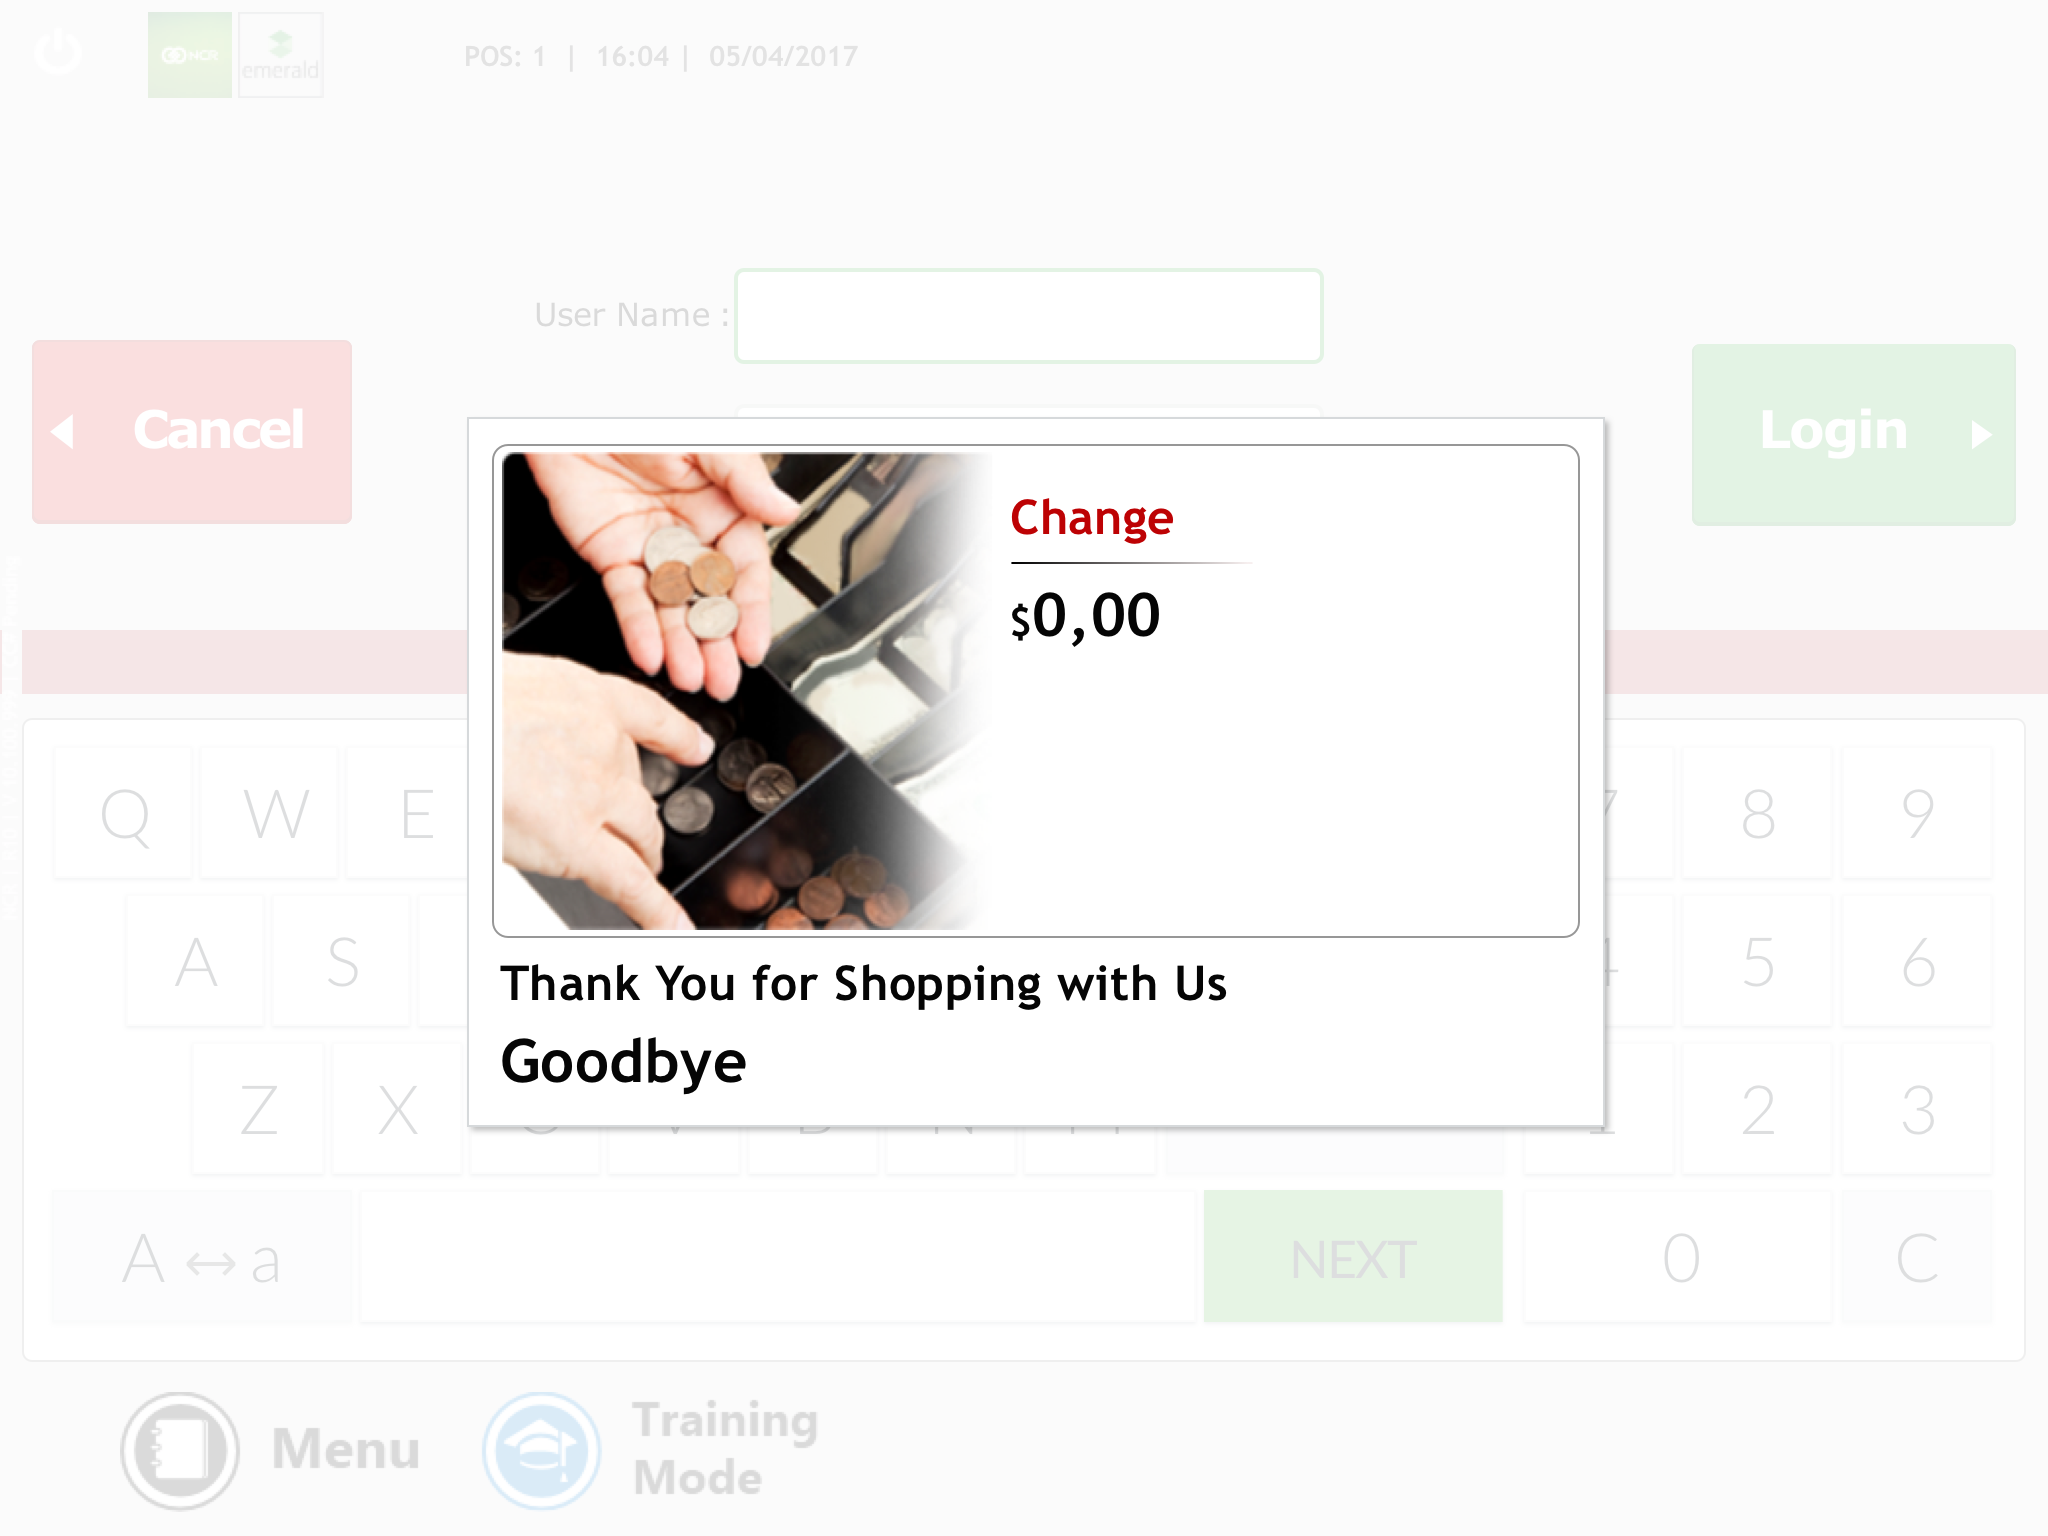 NCR
emerald
POS: 1 | 16:04 | 05/04/2017
User Name :
Cancel
Login
Change
$0,00
Thank You for Shopping with Us
Goodbye
Q W E
8 9
A S
5 6
Z X
2 3
A ↔ a
NEXT
0 C
Menu
Training
Mode